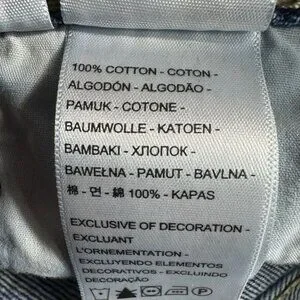 100% COTTON - COTON -
ALGODÓN - ALGODÃO -
PAMUK - COTONE -
BAUMWOLLE - KATOEN -
BAMBAKI - ХЛОПОК -
BAWEŁNA - PAMUT - BAVLNA -
棉 - 면 - 綿 100% - KAPAS
EXCLUSIVE OF DECORATION -
EXCLUANT
L'ORNEMENTATION -
EXCLUYENDO ELEMENTOS
DECORATIVOS - EXCLUINDO
DECORAÇÃO